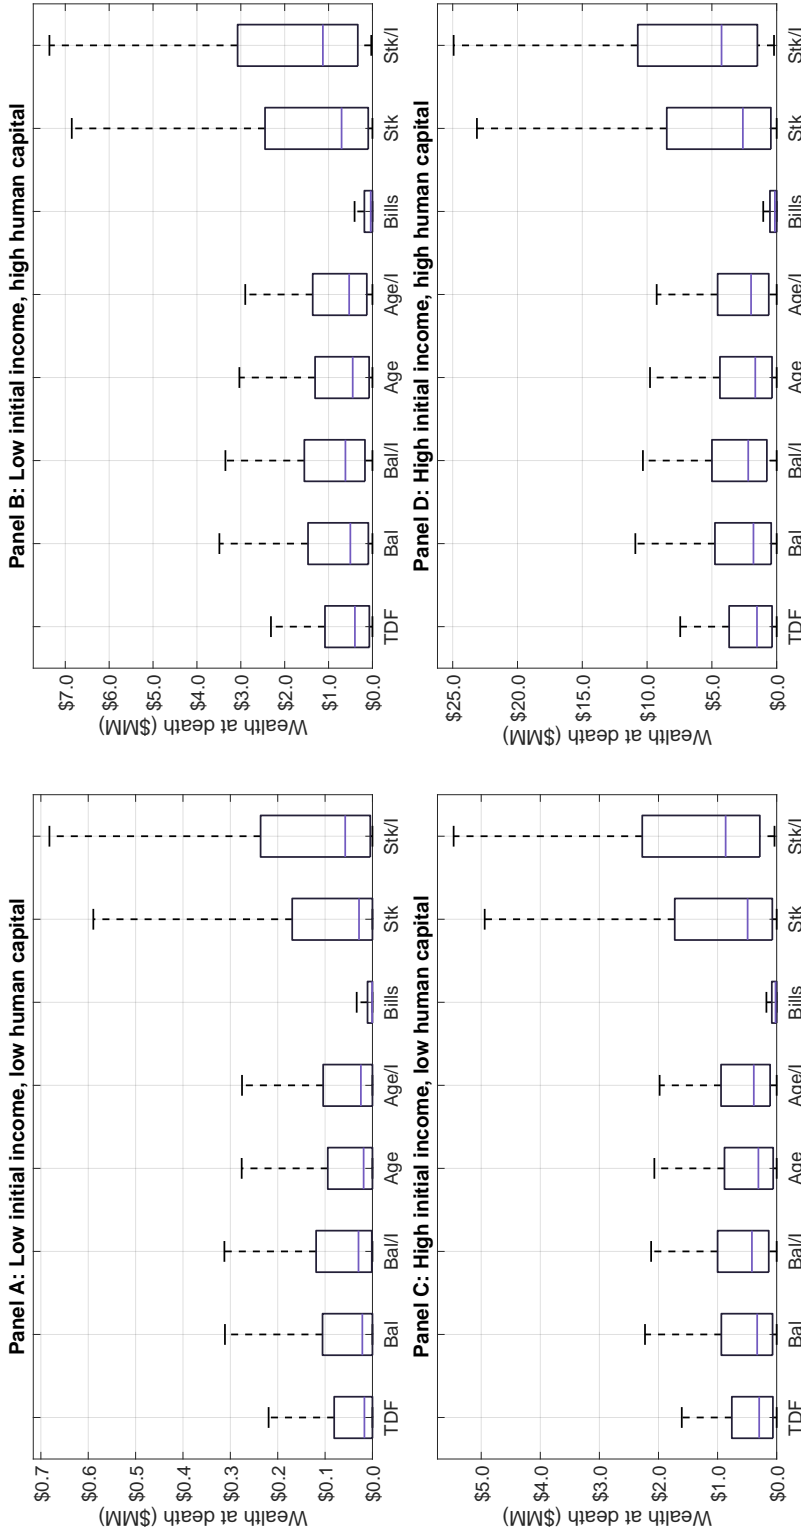 Panel A: Low initial income, low human capital
Wealth at death ($MM)
$0.7
$0.6
$0.5
$0.4
$0.3
$0.2
$0.1
$0.0
TDF Bal Bal/I Age Age/I Bills Stk Stk/I
Panel B: Low initial income, high human capital
Wealth at death ($MM)
$7.0
$6.0
$5.0
$4.0
$3.0
$2.0
$1.0
$0.0
TDF Bal Bal/I Age Age/I Bills Stk Stk/I
Panel C: High initial income, low human capital
Wealth at death ($MM)
$5.0
$4.0
$3.0
$2.0
$1.0
$0.0
TDF Bal Bal/I Age Age/I Bills Stk Stk/I
Panel D: High initial income, high human capital
Wealth at death ($MM)
$25.0
$20.0
$15.0
$10.0
$5.0
$0.0
TDF Bal Bal/I Age Age/I Bills Stk Stk/I